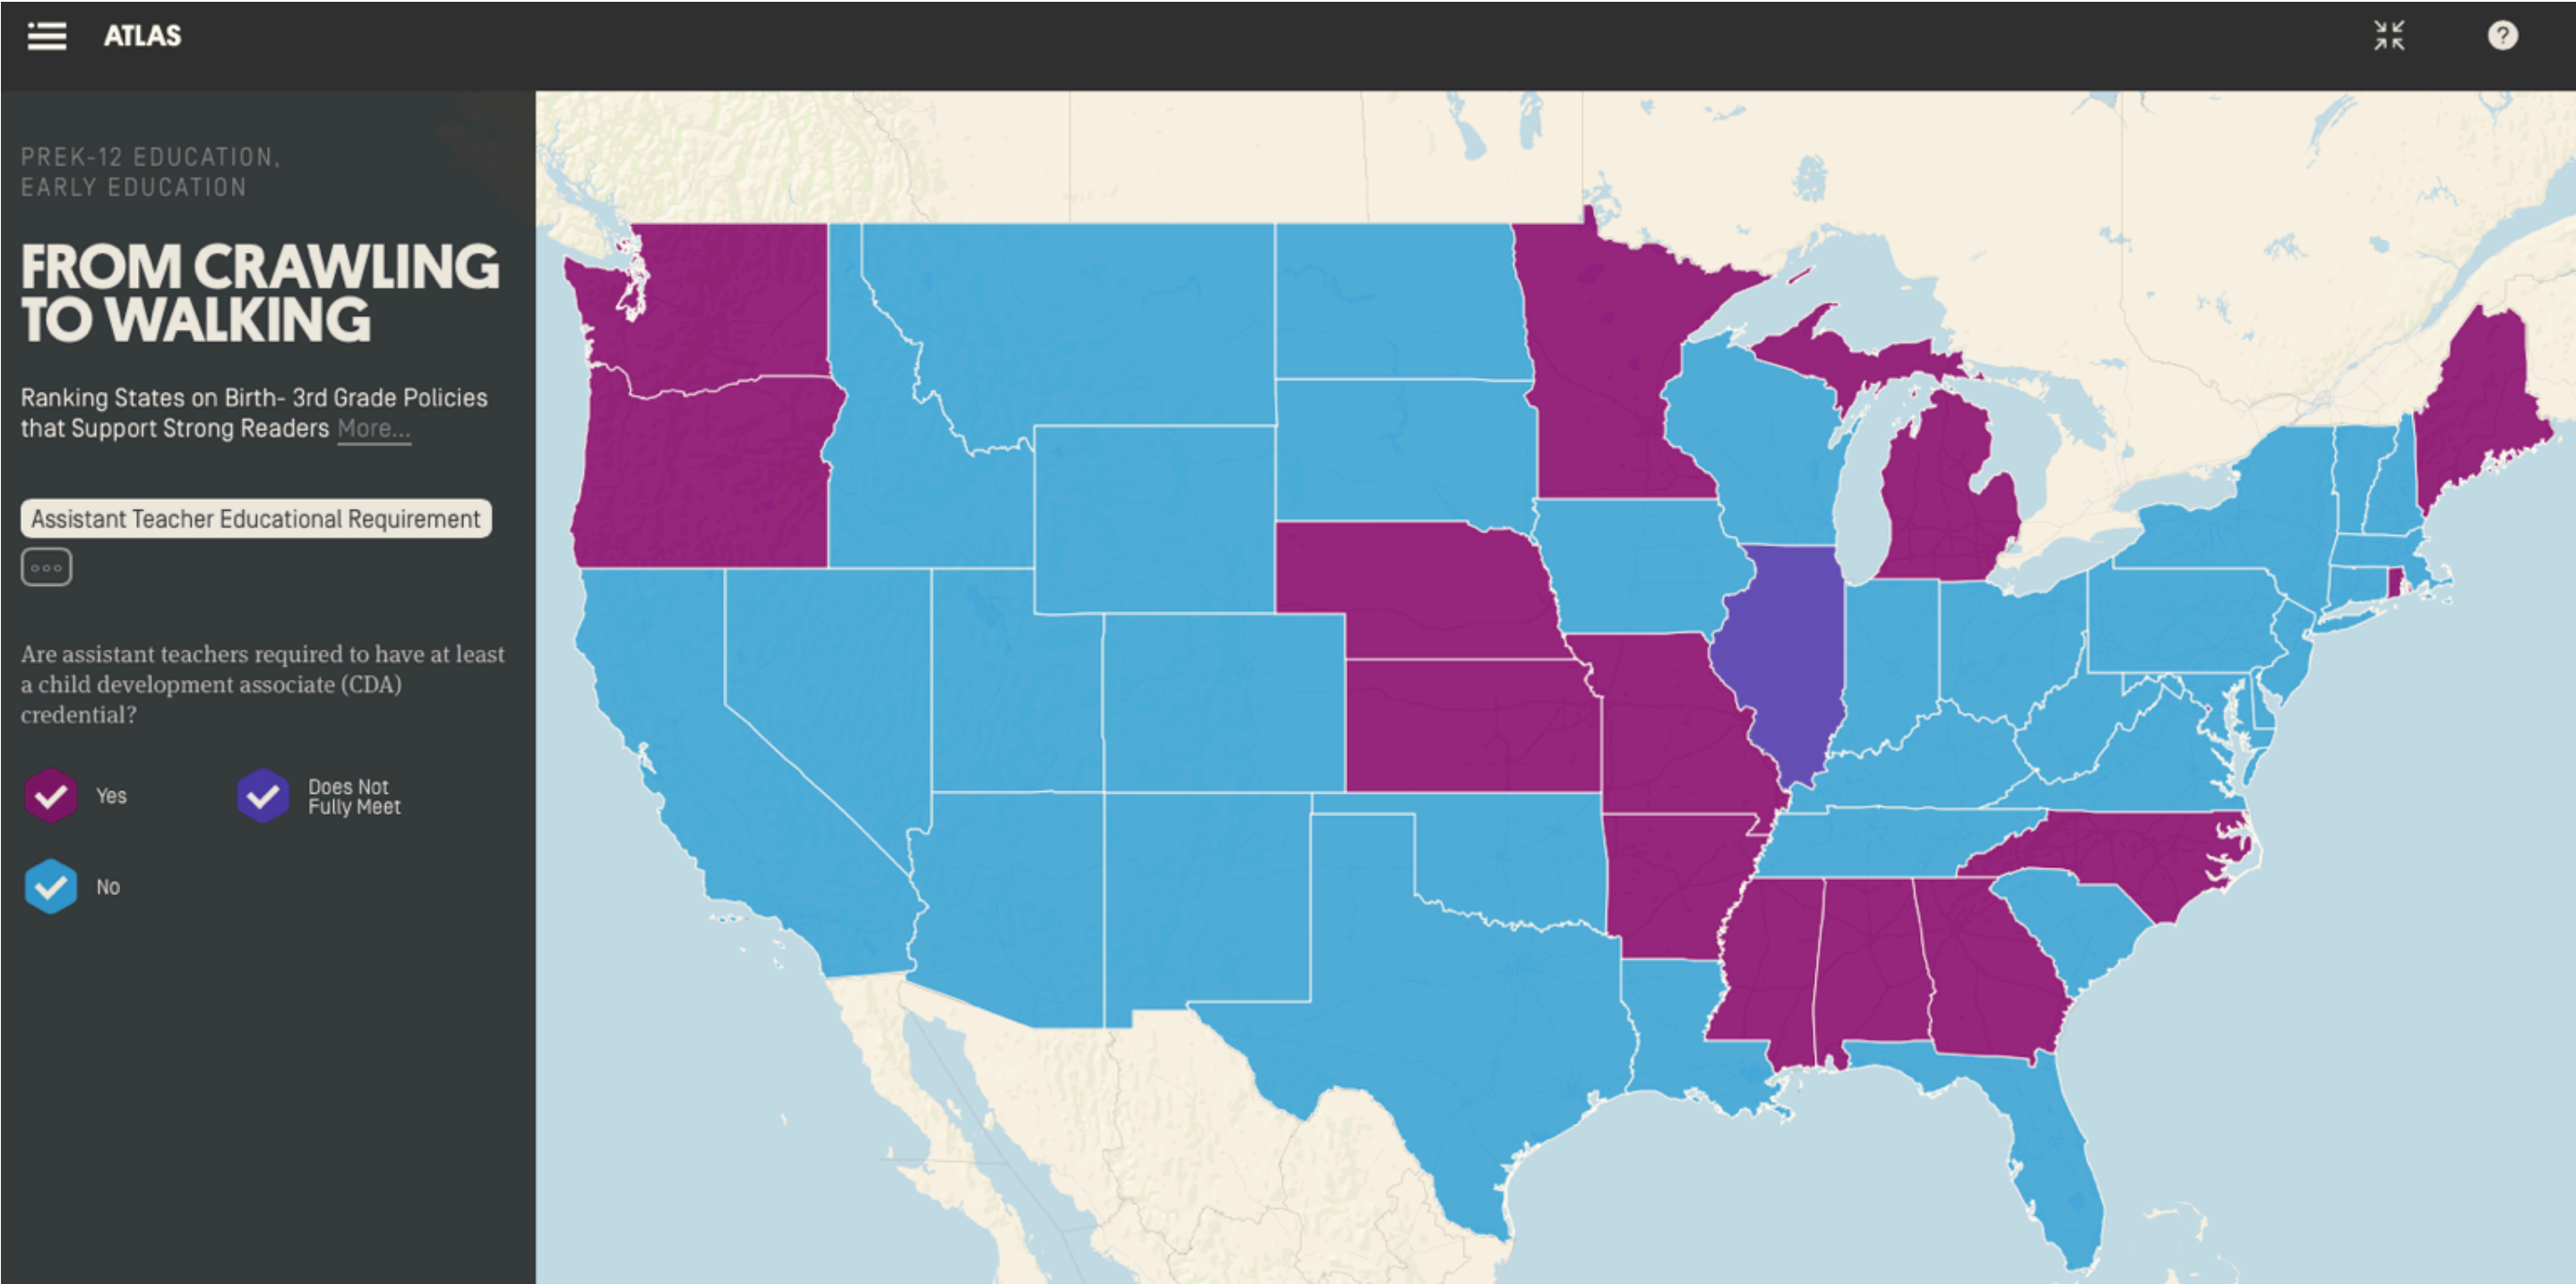 ATLAS
?
PREK-12 EDUCATION,
EARLY EDUCATION
FROM CRAWLING
TO WALKING
Ranking States on Birth- 3rd Grade Policies
that Support Strong Readers More...
Assistant Teacher Educational Requirement
Are assistant teachers required to have at least
a child development associate (CDA)
credential?
Yes
Does Not
Fully Meet
No